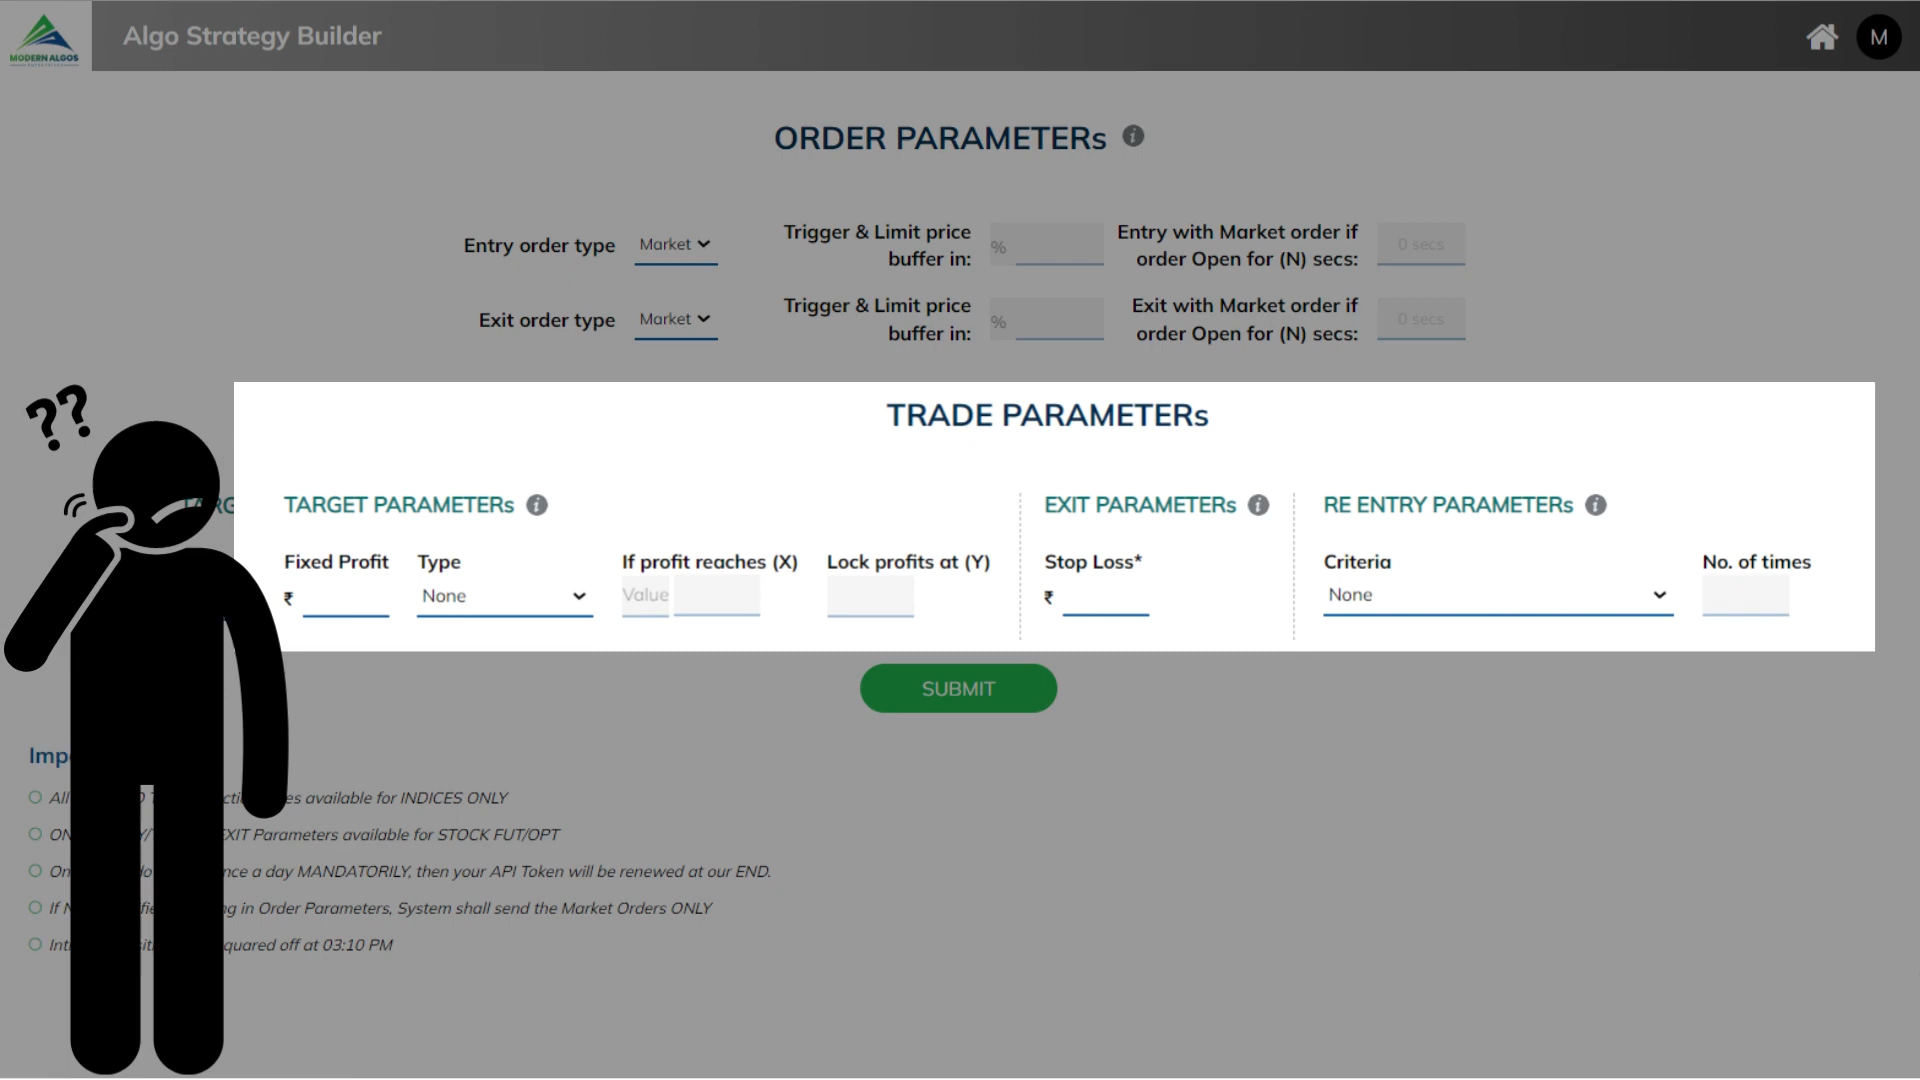 MODERN ALGOS
Algo Strategy Builder
M
ORDER PARAMETERs i
Entry order type Market Trigger & Limit price buffer in: % Entry with Market order if order Open for (N) secs: 0 secs
Exit order type Market Trigger & Limit price buffer in: % Exit with Market order if order Open for (N) secs: 0 secs
??
TRADE PARAMETERs
TARGET PARAMETERs i EXIT PARAMETERs i RE ENTRY PARAMETERs i
Fixed Profit Type If profit reaches (X) Lock profits at (Y) Stop Loss* Criteria No. of times
₹ None Value ₹ None
SUBMIT
All available for INDICES ONLY
Parameters available for STOCK FUT/OPT
a day MANDATORILY, then your API Token will be renewed at our END.
in Order Parameters, System shall send the Market Orders ONLY
off at 03:10 PM